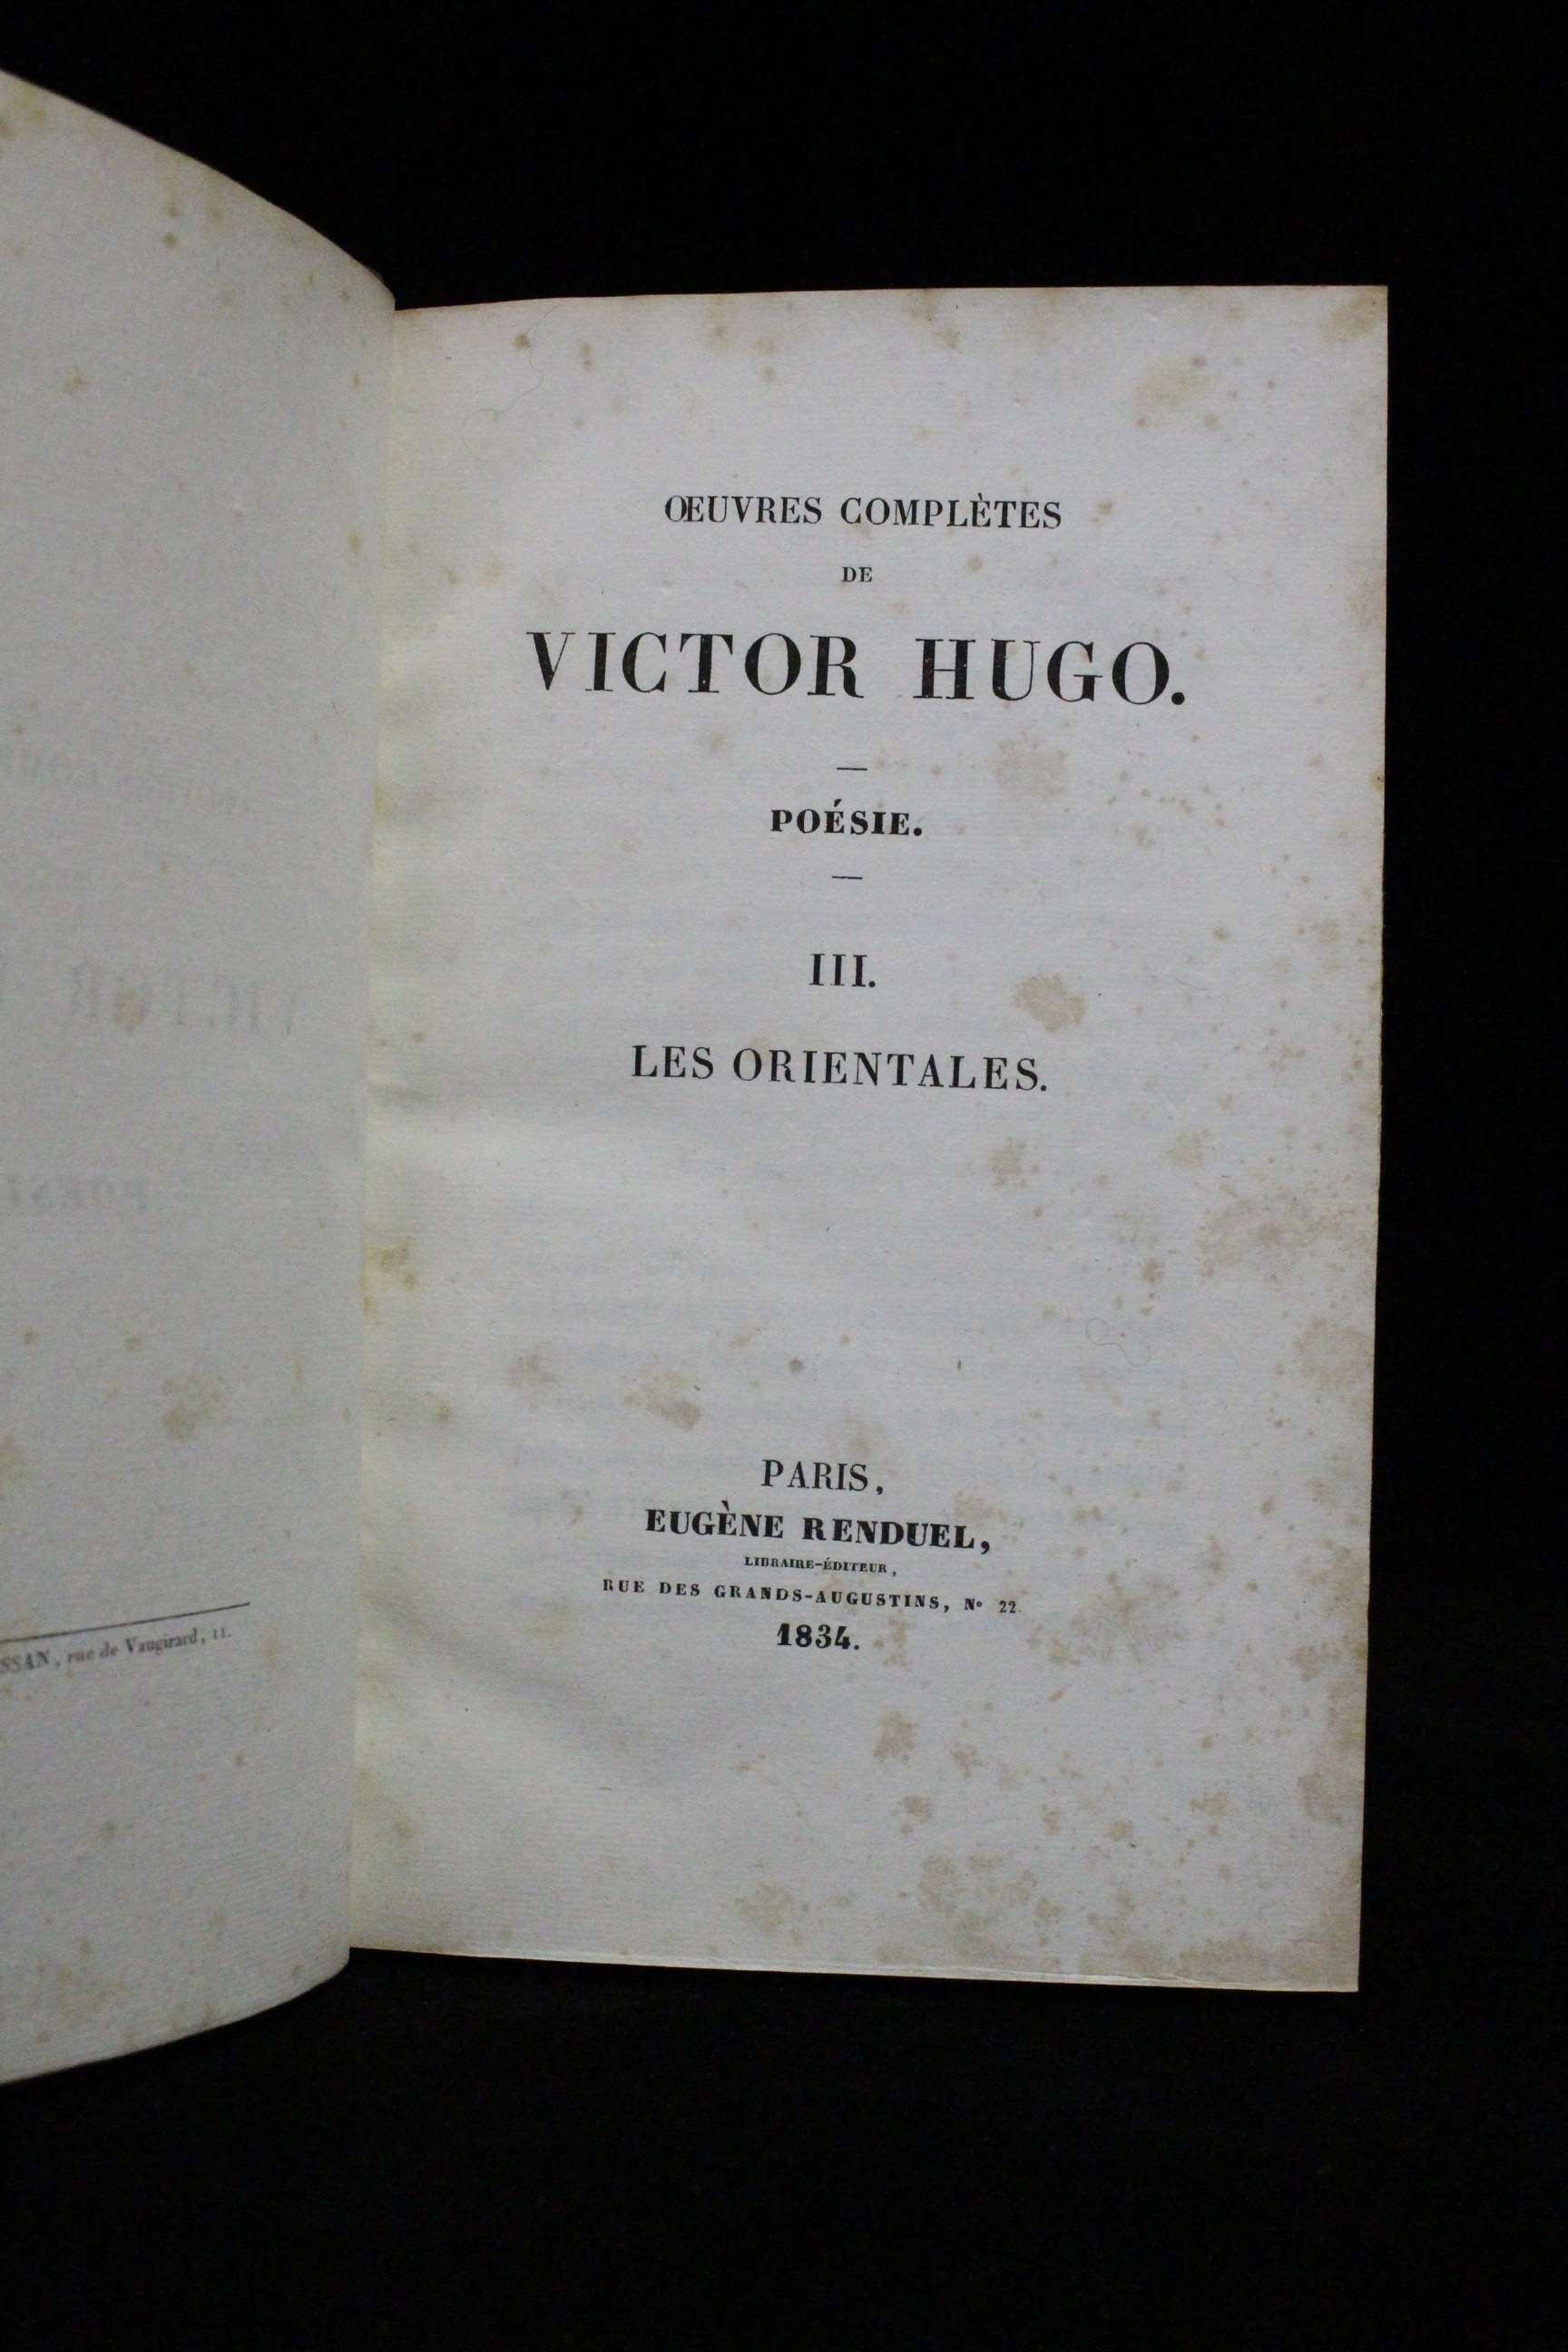 SSAN, rue de Vaugirard, 11.
OEUVRES COMPLÈTES
DE
VICTOR HUGO.
POÉSIE.
III.
LES ORIENTALES.
PARIS,
EUGÈNE RENDUEL,
LIBRAIRE-ÉDITEUR,
RUE DES GRANDS-AUGUSTINS, N° 22.
1834.